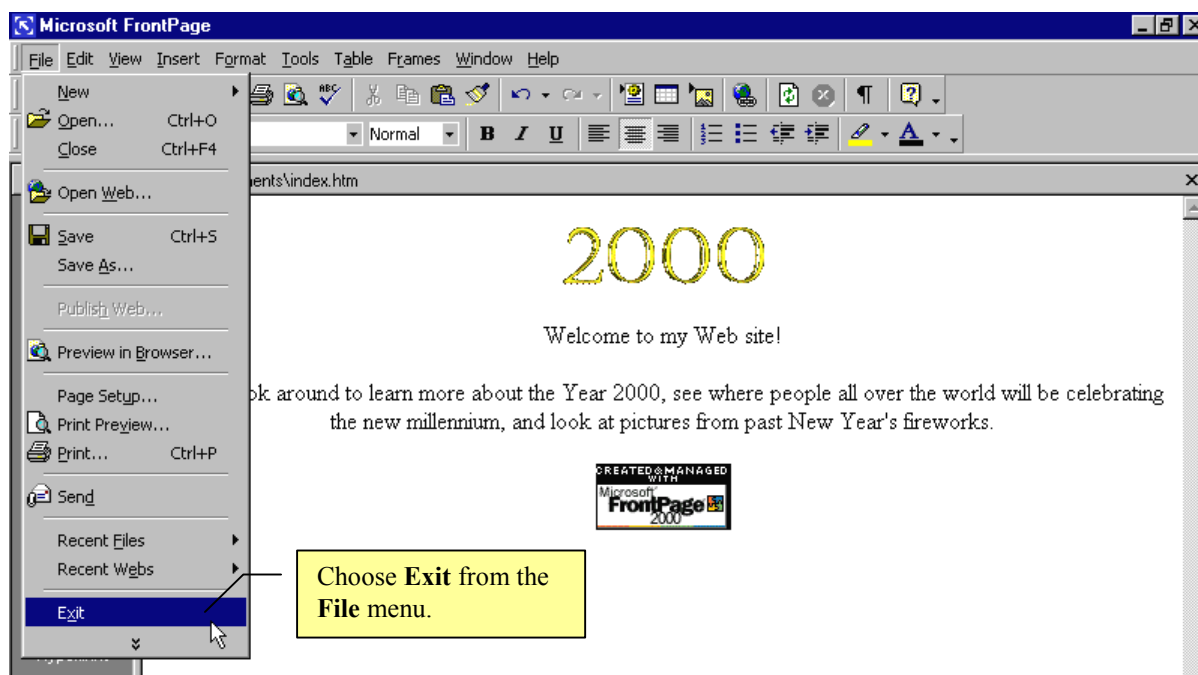 Microsoft FrontPage
File Edit View Insert Format Tools Table Frames Window Help
New
ABC
Open... Ctrl+O
Normal B I U A
Close Ctrl+F4
ents\index.htm
Open Web...
Save Ctrl+S
Save As...
2000
Publish Web...
Welcome to my Web site!
Preview in Browser...
Page Setup...
ok around to learn more about the Year 2000, see where people all over the world will be celebrating
Print Preview...
the new millennium, and look at pictures from past New Year's fireworks.
Print... Ctrl+P
CREATED & MANAGED
WITH
Send
Microsoft
FrontPage
2000
Recent Files
Recent Webs
Choose Exit from the
File menu.
Exit